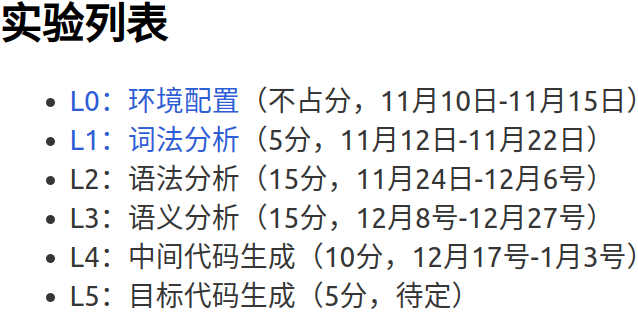 实验列表
L0：环境配置（不占分，11月10日-11月15日）
L1：词法分析（5分，11月12日-11月22日）
L2：语法分析（15分，11月24日-12月6号）
L3：语义分析（15分，12月8号-12月27号）
L4：中间代码生成（10分，12月17号-1月3号）
L5：目标代码生成（5分，待定）